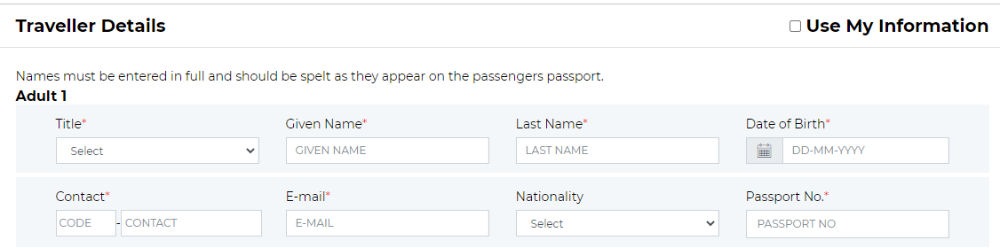 Traveller Details Use My Information
Names must be entered in full and should be spelt as they appear on the passengers passport.
Adult 1
Title* Given Name* Last Name* Date of Birth*
Select GIVEN NAME LAST NAME DD-MM-YYYY
Contact* E-mail* Nationality Passport No.*
CODE - CONTACT E-MAIL Select PASSPORT NO